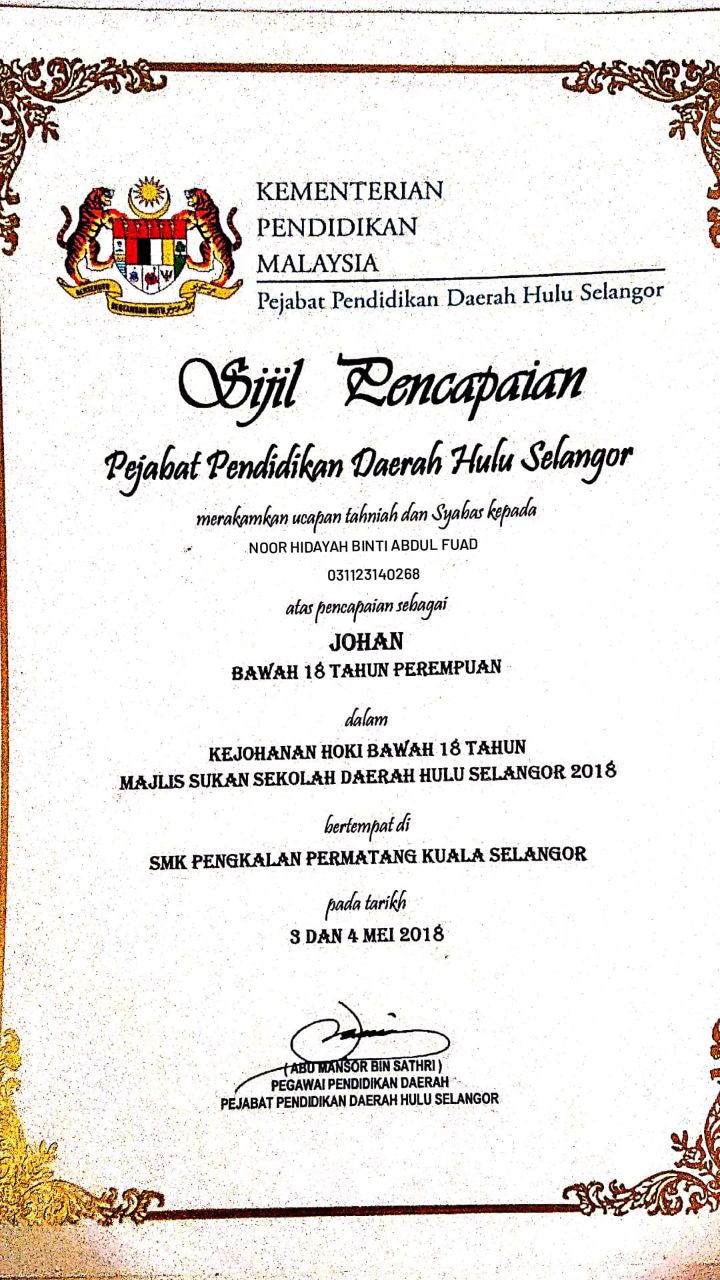 KEMENTERIAN
PENDIDIKAN
MALAYSIA
Pejabat Pendidikan Daerah Hulu Selangor
BERSEKUTU BERTAMBAH MUTU
Sijil Pencapaian
Pejabat Pendidikan Daerah Hulu Selangor
merakamkan ucapan tahniah dan Syabas kepada
NOOR HIDAYAH BINTI ABDUL FUAD
031123140268
atas pencapaian sebagai
JOHAN
BAWAH 18 TAHUN PEREMPUAN
dalam
KEJOHANAN HOKI BAWAH 18 TAHUN
MAJLIS SUKAN SEKOLAH DAERAH HULU SELANGOR 2018
bertempat di
SMK PENGKALAN PERMATANG KUALA SELANGOR
pada tarikh
3 DAN 4 MEI 2018
( ABU MANSOR BIN SATHRI )
PEGAWAI PENDIDIKAN DAERAH
PEJABAT PENDIDIKAN DAERAH HULU SELANGOR